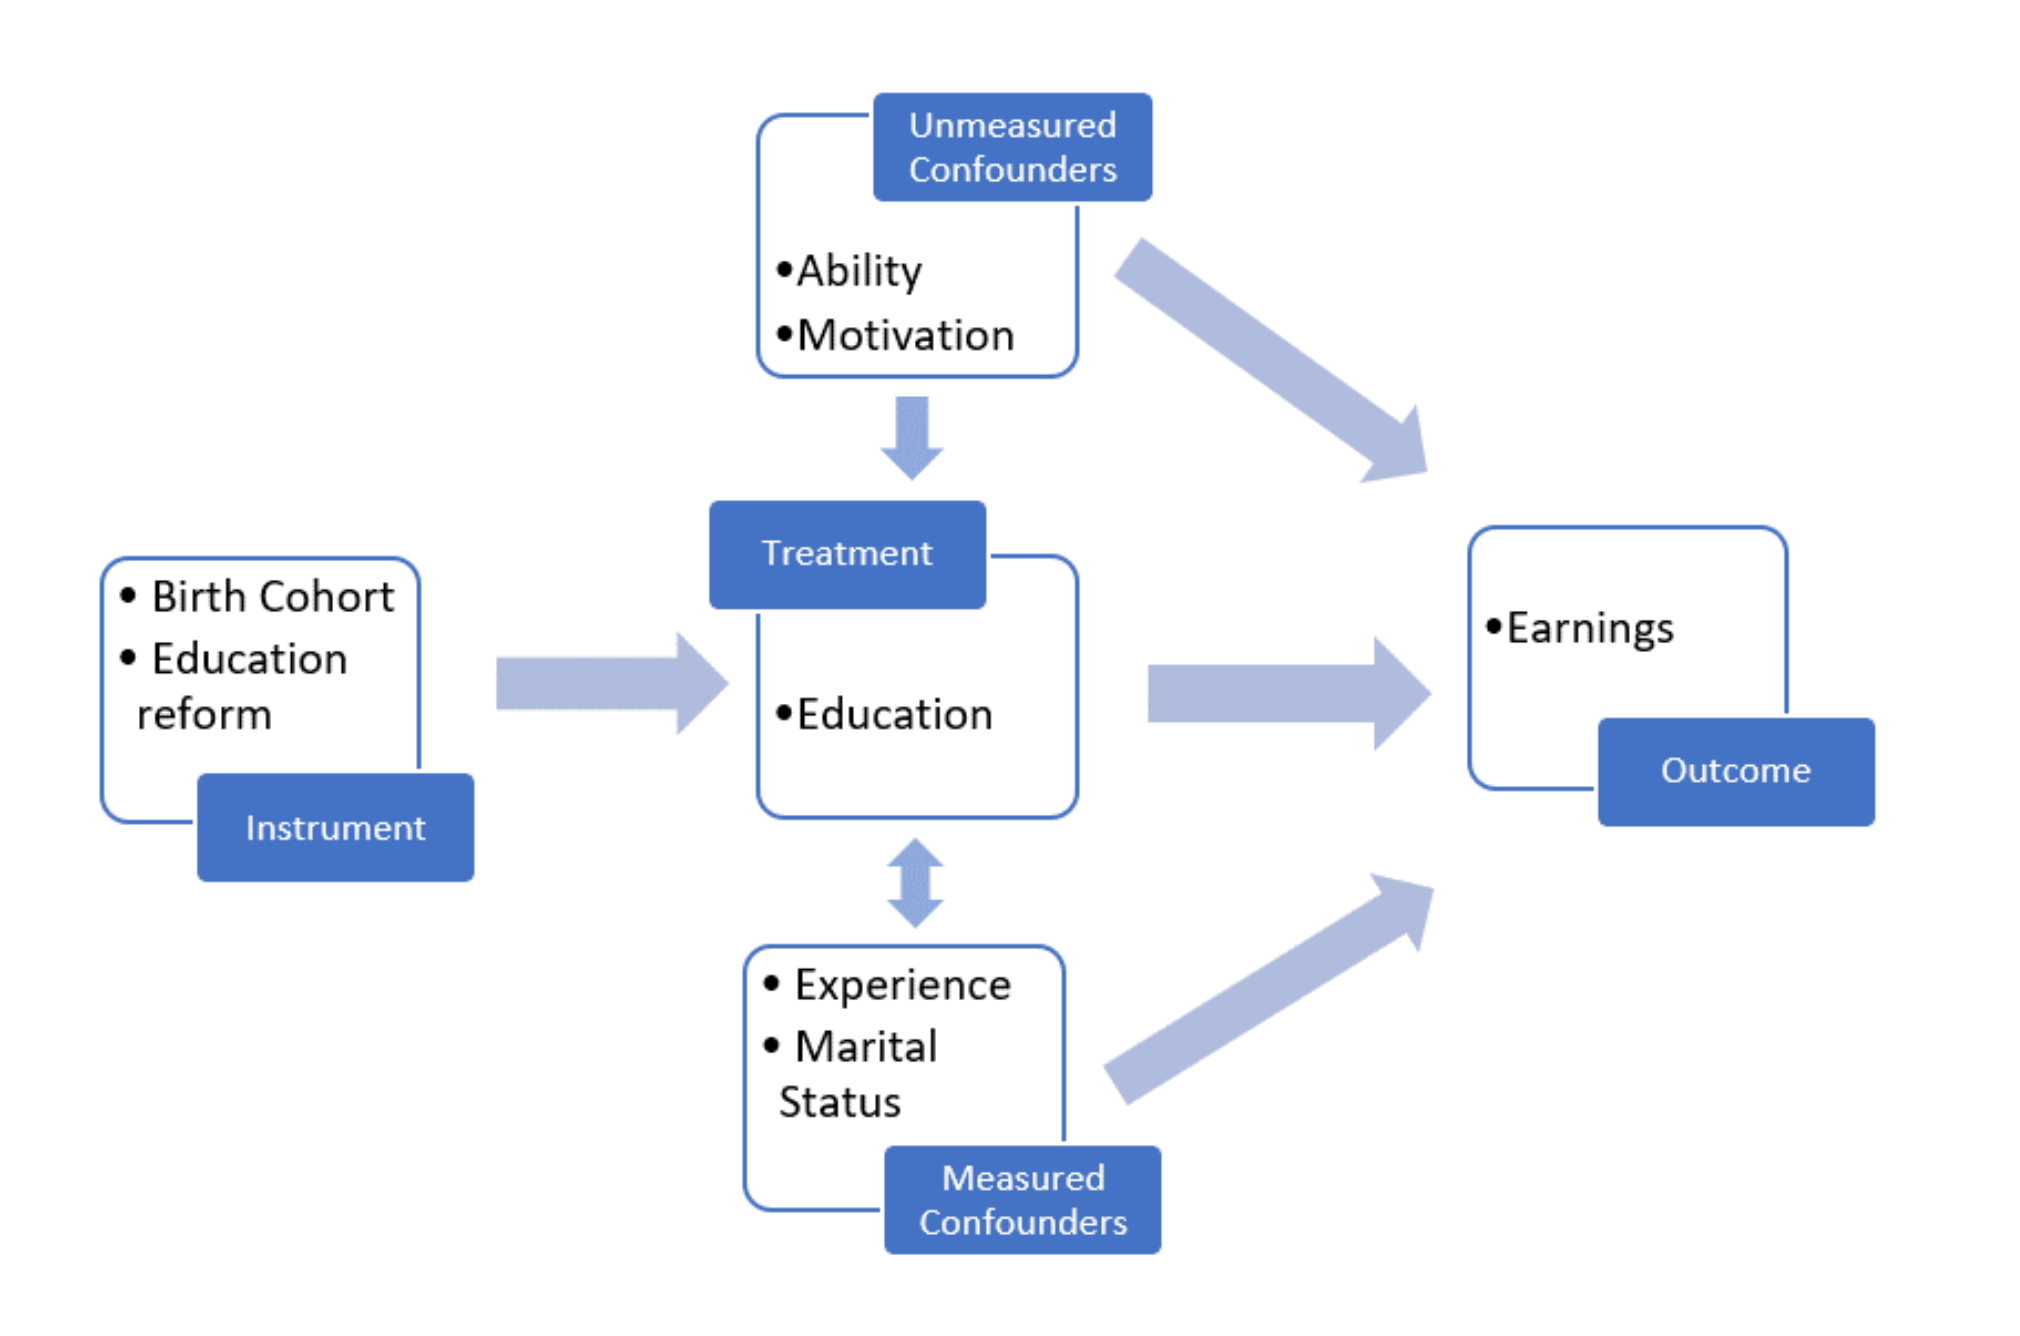 Unmeasured
Confounders
•Ability
•Motivation
Treatment
•Education
• Birth Cohort
• Education
reform
Instrument
•Earnings
Outcome
• Experience
• Marital
Status
Measured
Confounders